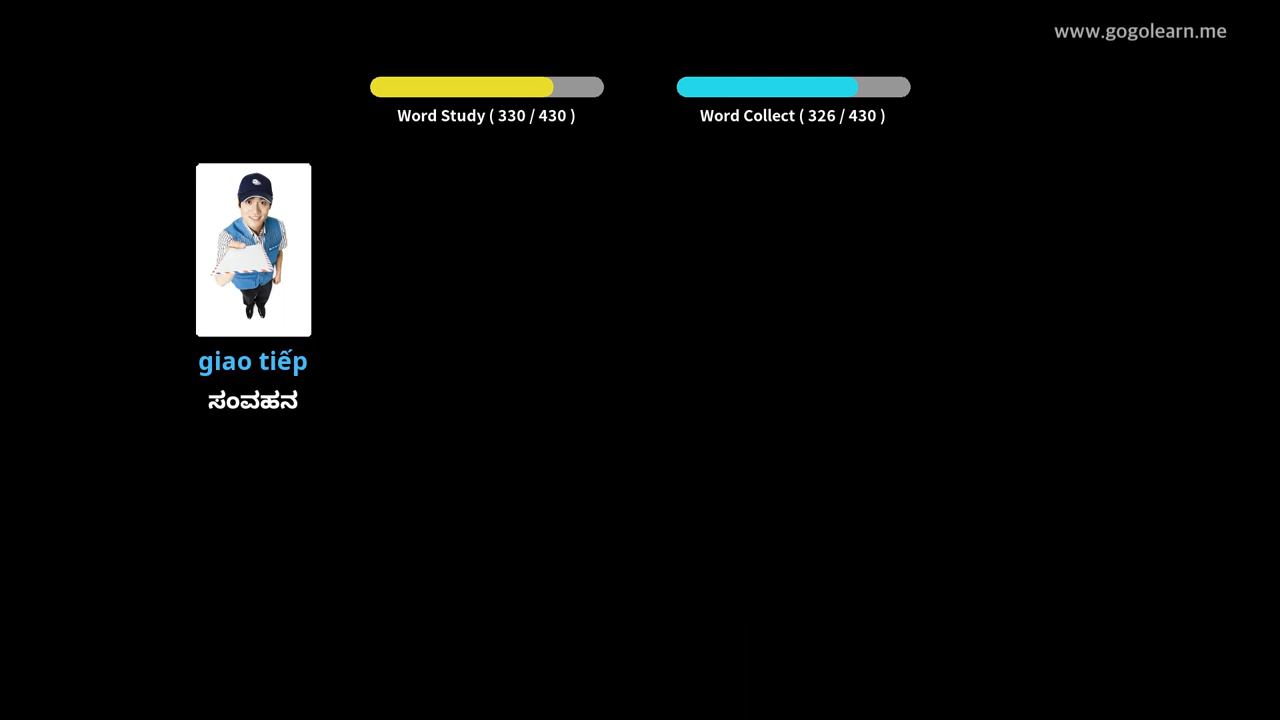 www.gogolearn.me
Word Study ( 330 / 430 )
Word Collect ( 326 / 430 )
giao tiếp
ಸಂವಹನ